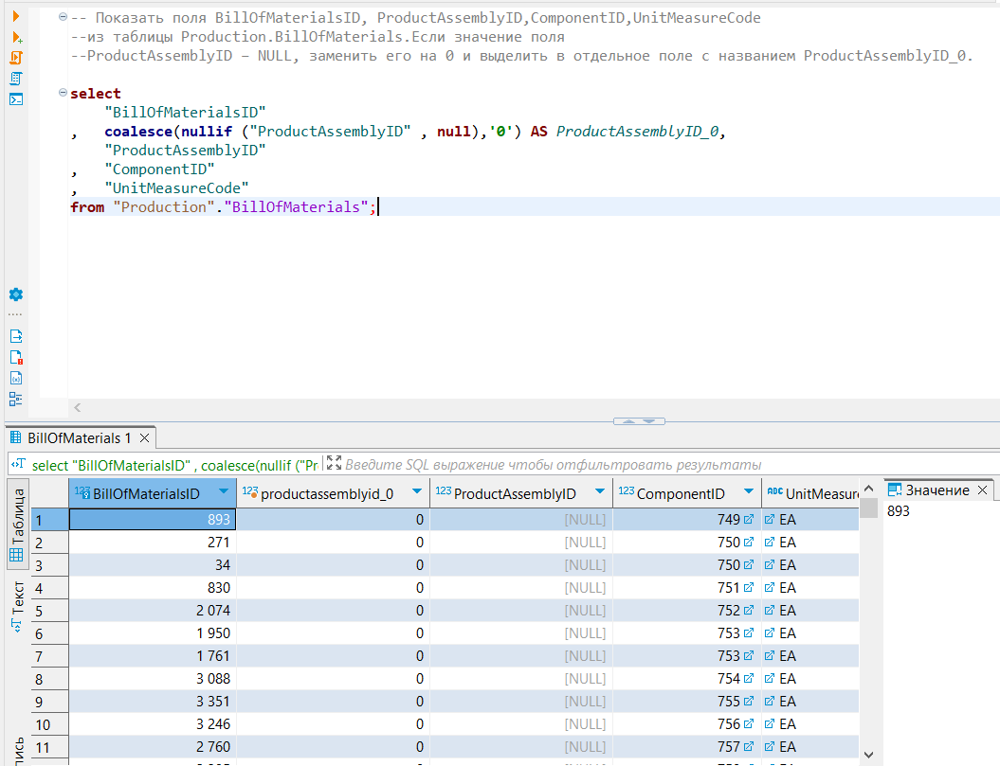 -- Показать поля BillOfMaterialsID, ProductAssemblyID,ComponentID,UnitMeasureCode
--из таблицы Production.BillOfMaterials.Если значение поля
--ProductAssemblyID – NULL, заменить его на 0 и выделить в отдельное поле с названием ProductAssemblyID_0.
select
"BillOfMaterialsID"
, coalesce(nullif ("ProductAssemblyID" , null),'0') AS ProductAssemblyID_0,
"ProductAssemblyID"
, "ComponentID"
, "UnitMeasureCode"
from "Production"."BillOfMaterials";
BillOfMaterials 1
select "BillOfMaterialsID" , coalesce(nullif ("Pr
Введите SQL выражение чтобы отфильтровать результаты
Таблица
Текст
123 BillOfMaterialsID 123 productassemblyid_0 123 ProductAssemblyID 123 ComponentID ABC UnitMeasur
Значение
893
1 893 0 [NULL] 749 EA
2 271 0 [NULL] 750 EA
3 34 0 [NULL] 750 EA
4 830 0 [NULL] 751 EA
5 2 074 0 [NULL] 752 EA
6 1 950 0 [NULL] 753 EA
7 1 761 0 [NULL] 753 EA
8 3 088 0 [NULL] 754 EA
9 3 351 0 [NULL] 755 EA
10 3 246 0 [NULL] 756 EA
11 2 760 0 [NULL] 757 EA